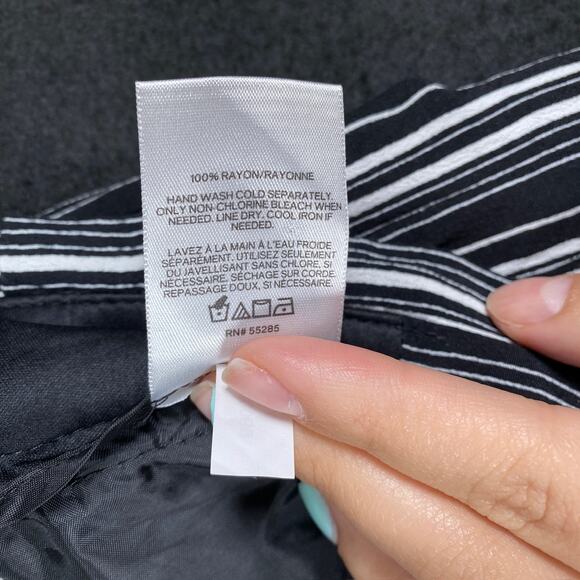 100% RAYON/RAYONNE
HAND WASH COLD SEPARATELY.
ONLY NON-CHLORINE BLEACH WHEN
NEEDED. LINE DRY. COOL IRON IF
NEEDED.
LAVEZ À LA MAIN À L'EAU FROIDE
SÉPARÉMENT. UTILISEZ SEULEMENT
DU JAVELLISANT SANS CHLORE, SI
NÉCESSAIRE. SÉCHAGE SUR CORDE.
REPASSAGE DOUX, SI NÉCESSAIRE.
RN# 55285